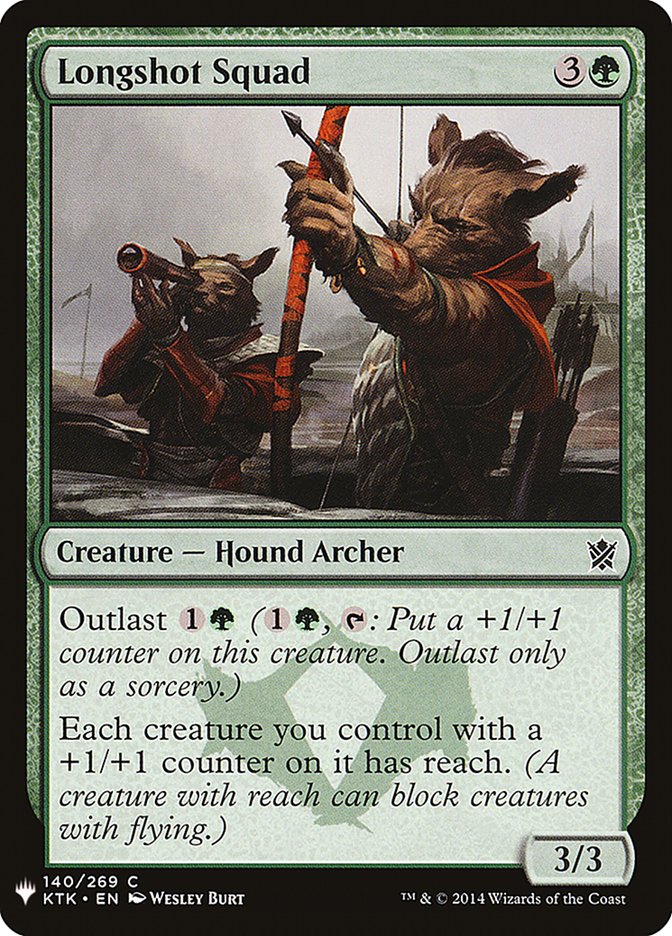 Longshot Squad 3
Creature — Hound Archer
Outlast 1 (1, : Put a +1/+1
counter on this creature. Outlast only
as a sorcery.)
Each creature you control with a
+1/+1 counter on it has reach. (A
creature with reach can block creatures
with flying.)
3/3
140/269 C
KTK • EN Wesley Burt
™ & © 2014 Wizards of the Coast